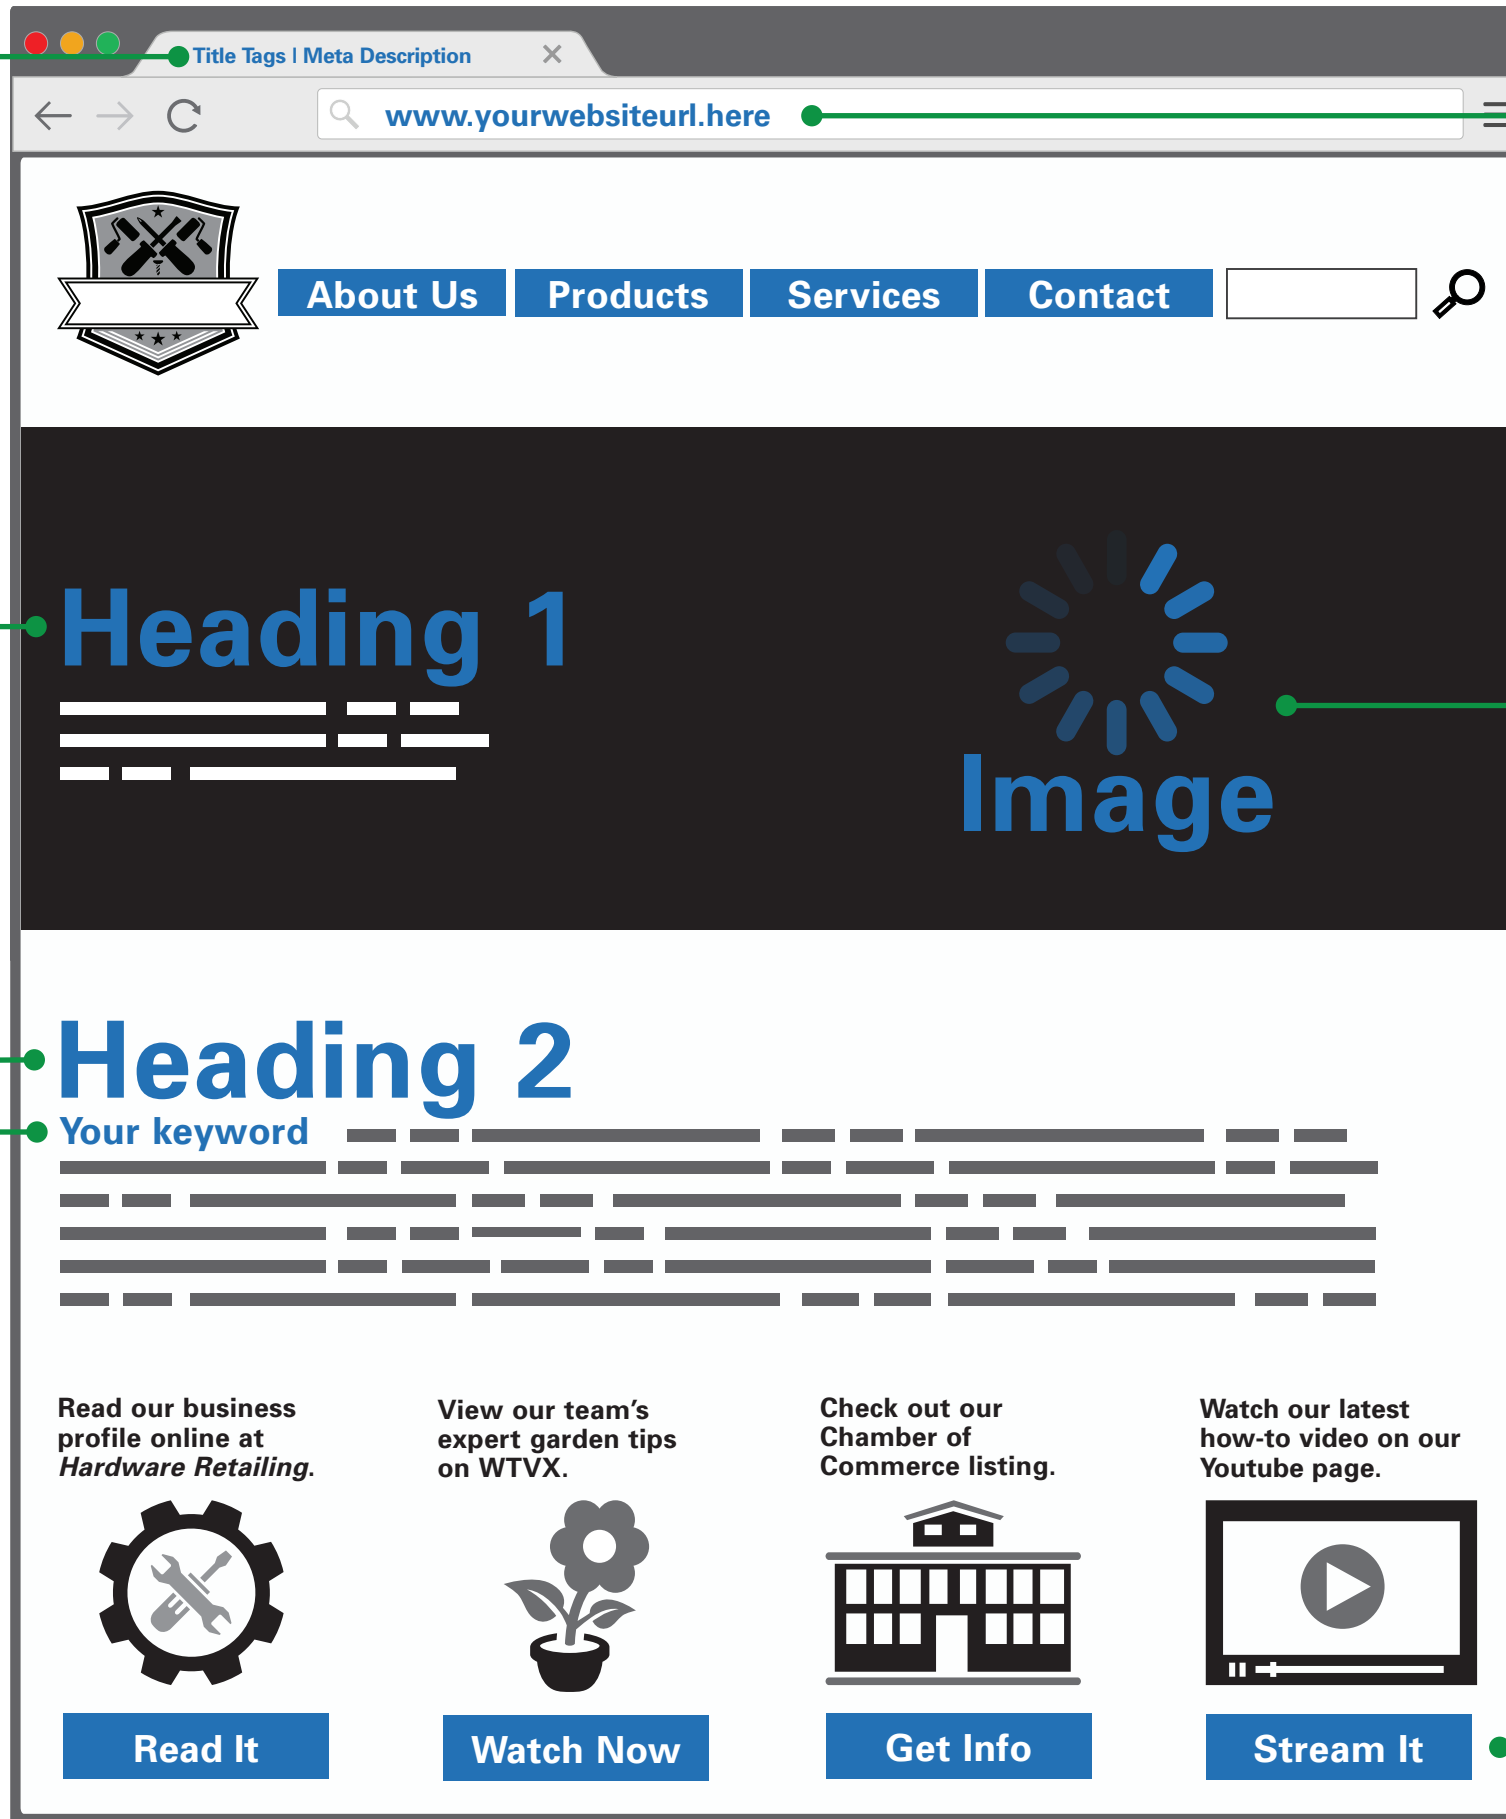 Title Tags | Meta Description
www.yourwebsiteurl.here
About Us
Products
Services
Contact
Heading 1
Image
Heading 2
Your keyword
Read our business
profile online at
Hardware Retailing.
View our team’s
expert garden tips
on WTVX.
Check out our
Chamber of
Commerce listing.
Watch our latest
how-to video on our
Youtube page.
Read It
Watch Now
Get Info
Stream It